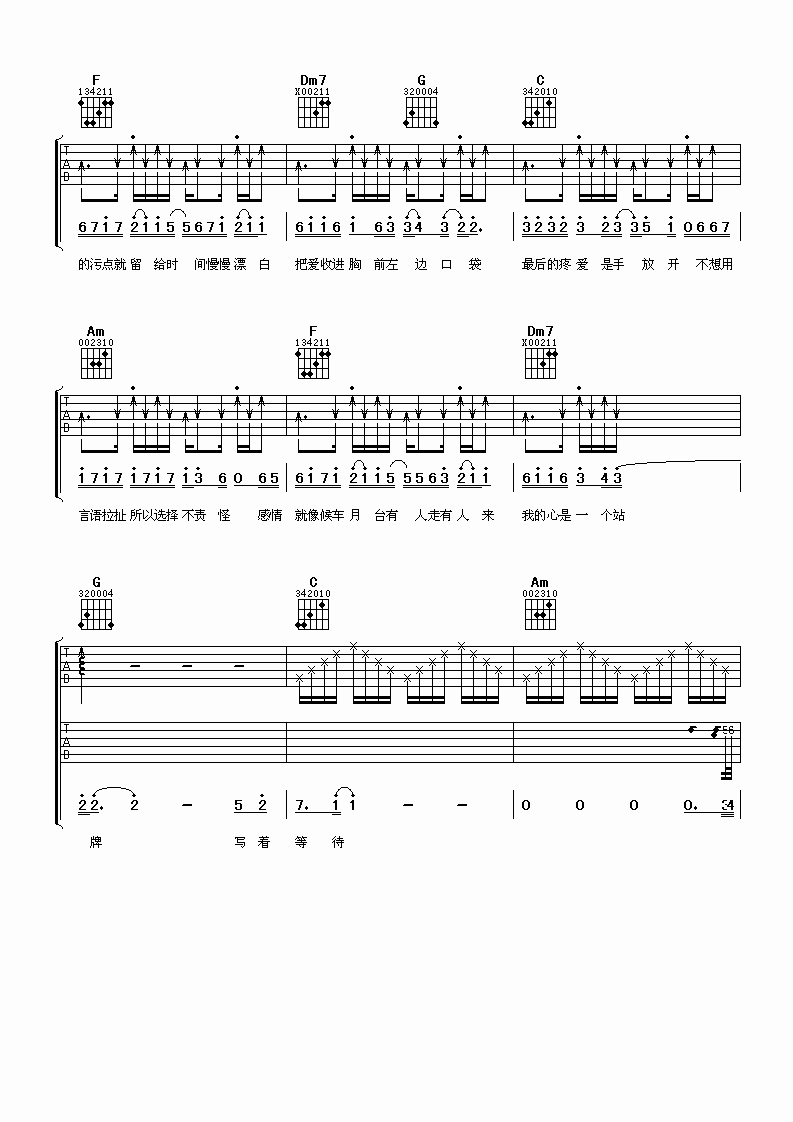 F Dm7 G C
134211 X00211 320004 342010
T
A
B
6717 2115 5671 211 6116 1 63 34 3 22. 3232 3 23 35 1 0667
的污点就 留 给时 间慢慢 漂 白 把爱收进 胸 前左 边 口 袋 最后的疼 爱 是手 放 开 不想用
Am F Dm7
002310 134211 X00211
T
A
B
1717 1717 13 6 0 65 6171 2115 5563 211 6116 3 43
言语拉扯 所以选择 不责 怪 感情 就像候车 月 台有 人走有 人 来 我的心是 一 个站
G C Am
320004 342010 002310
T
A
B
T
A
B
56
22. 2 - 5 2 7. 1 1 - - 0 0 0 0. 34
牌 写 着 等 待